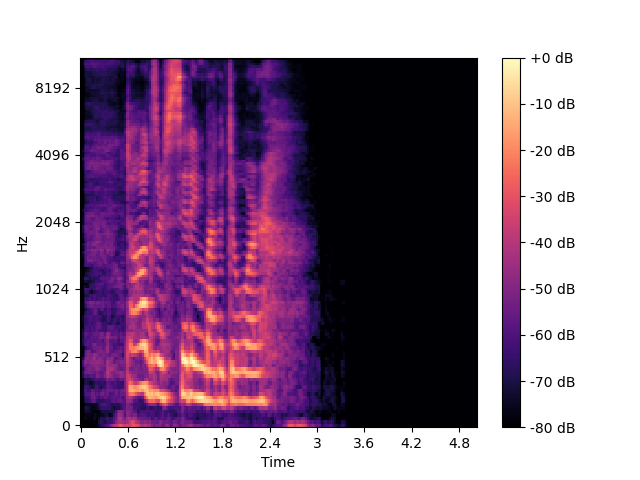 +0 dB
8192
-10 dB
4096
-20 dB
-30 dB
2048
Hz
-40 dB
1024
-50 dB
512
-60 dB
-70 dB
0
-80 dB
0 0.6 1.2 1.8 2.4 3 3.6 4.2 4.8
Time